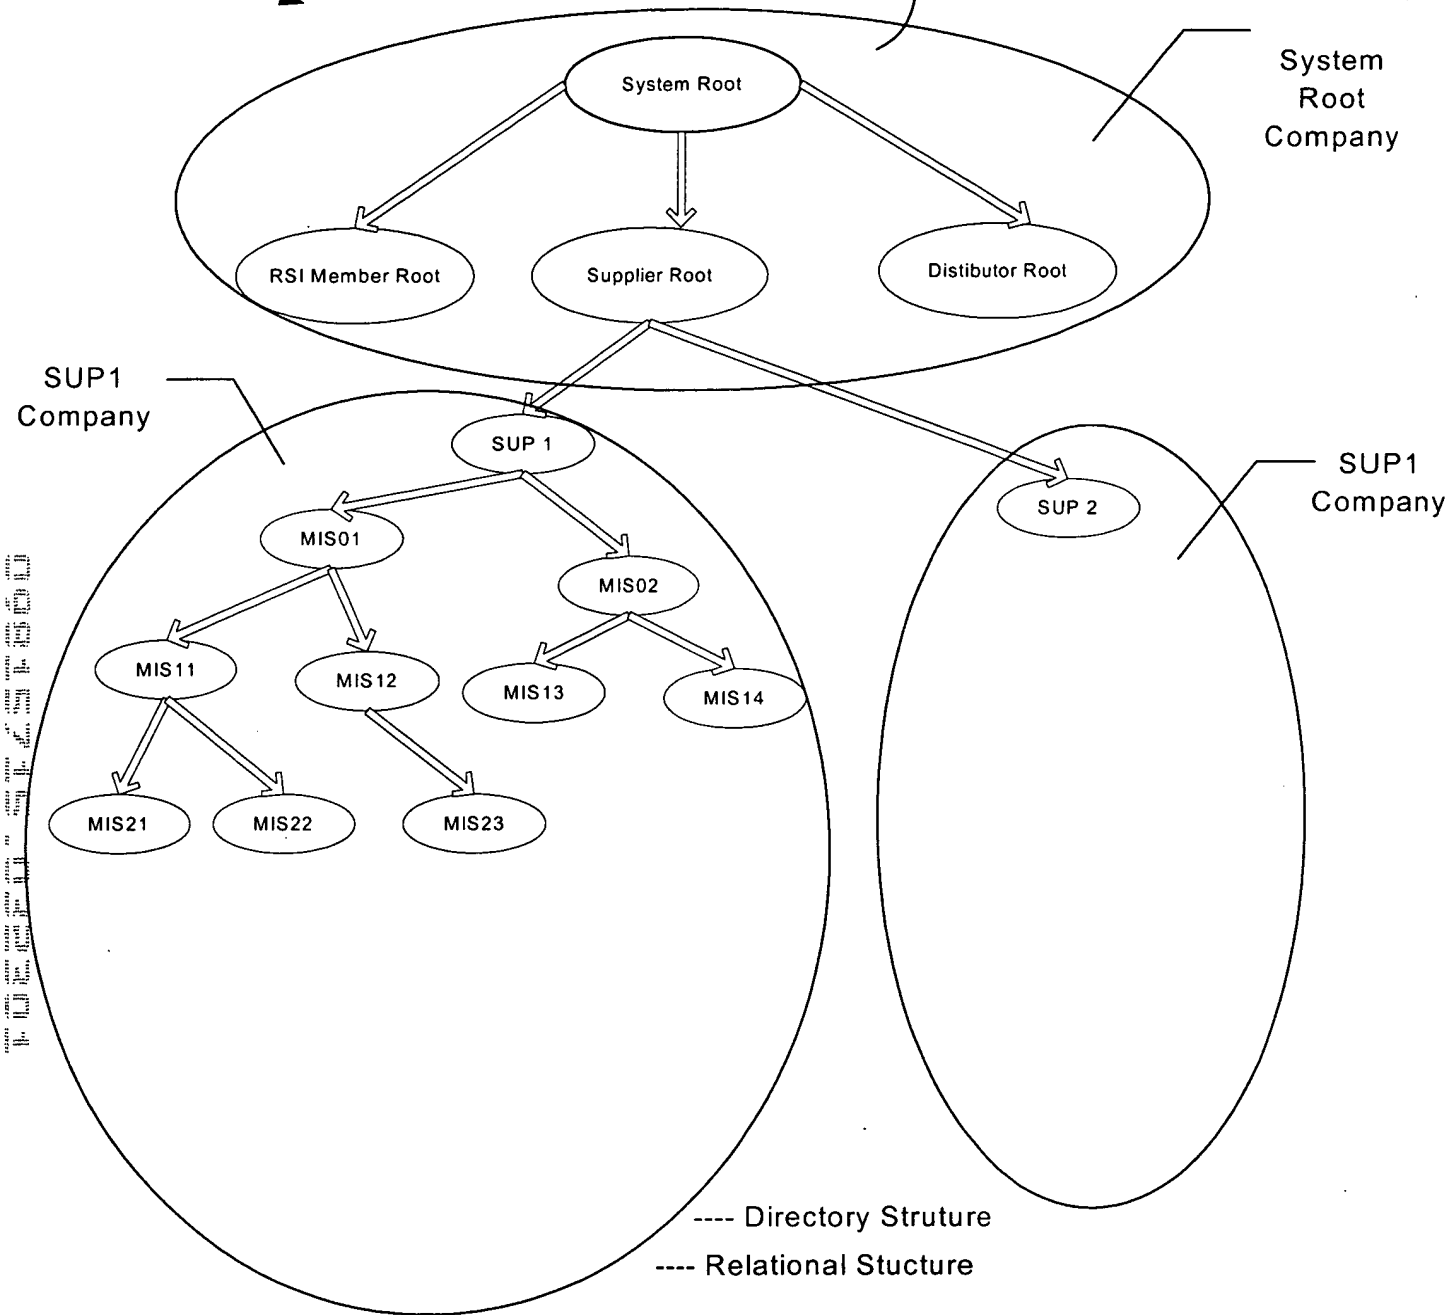 System Root
System
Root
Company
RSI Member Root
Supplier Root
Distibutor Root
SUP1
Company
SUP 1
SUP1
Company
SUP 2
MIS01
MIS02
MIS11
MIS12
MIS13
MIS14
MIS21
MIS22
MIS23
---- Directory Struture
---- Relational Stucture